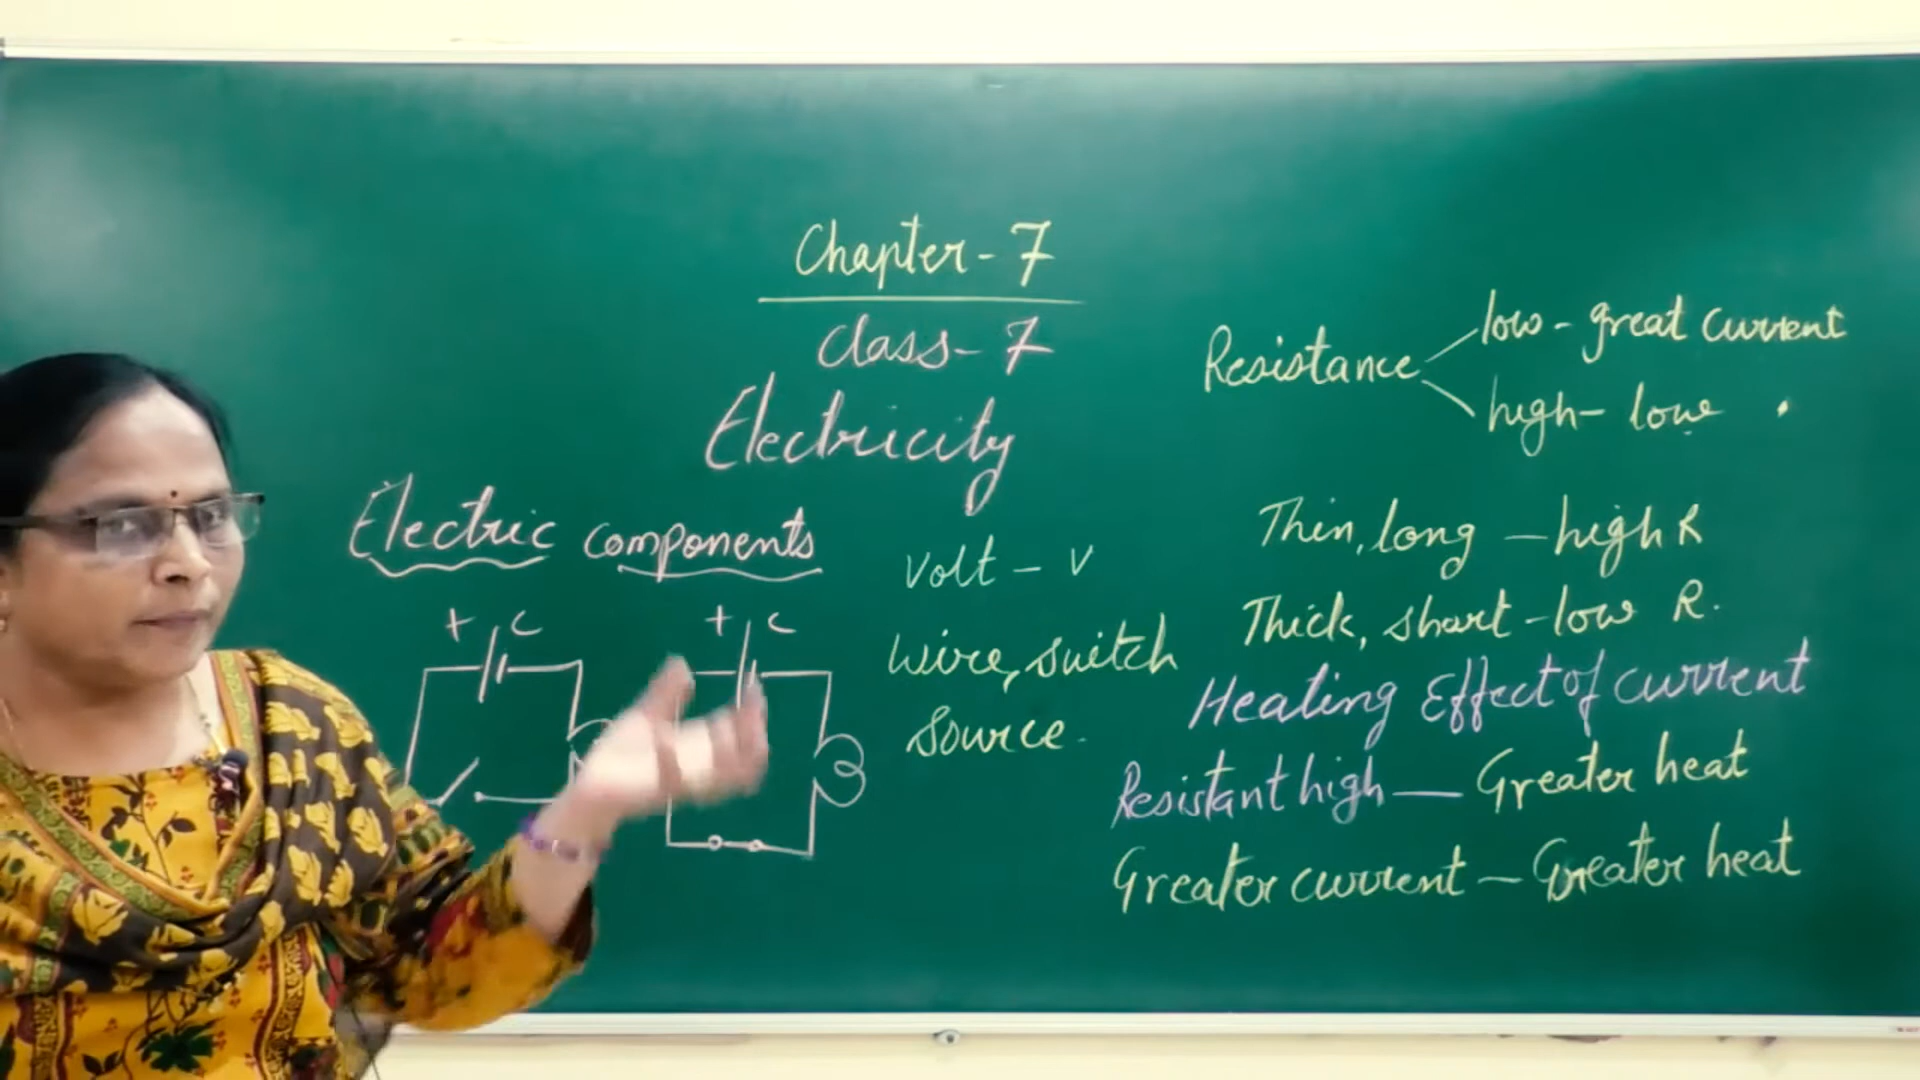 Chapter - 7
Class - 7
Electricity
Electric components
+ c
+ c
Volt - V
Wire, switch
Source.
Resistance
low - great current
high - low
Thin, long - high R
Thick, short - low R.
Heating Effect of current
Resistant high - Greater heat
Greater current - Greater heat